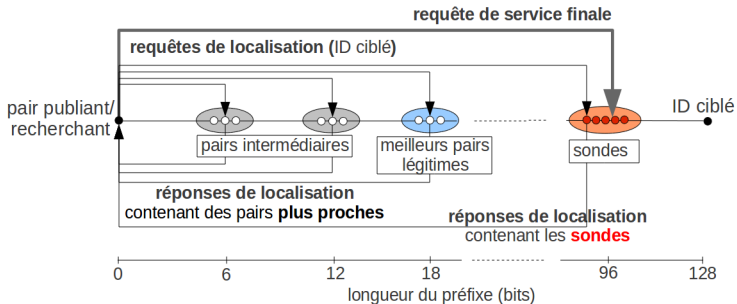 requête de service finale
requêtes de localisation (ID ciblé)
pair publiant/
recherchant
ID ciblé
pairs intermédiaires
meilleurs pairs
légitimes
sondes
réponses de localisation
contenant des pairs plus proches
réponses de localisation
contenant les sondes
0 6 12 18 96 128
longueur du préfixe (bits)